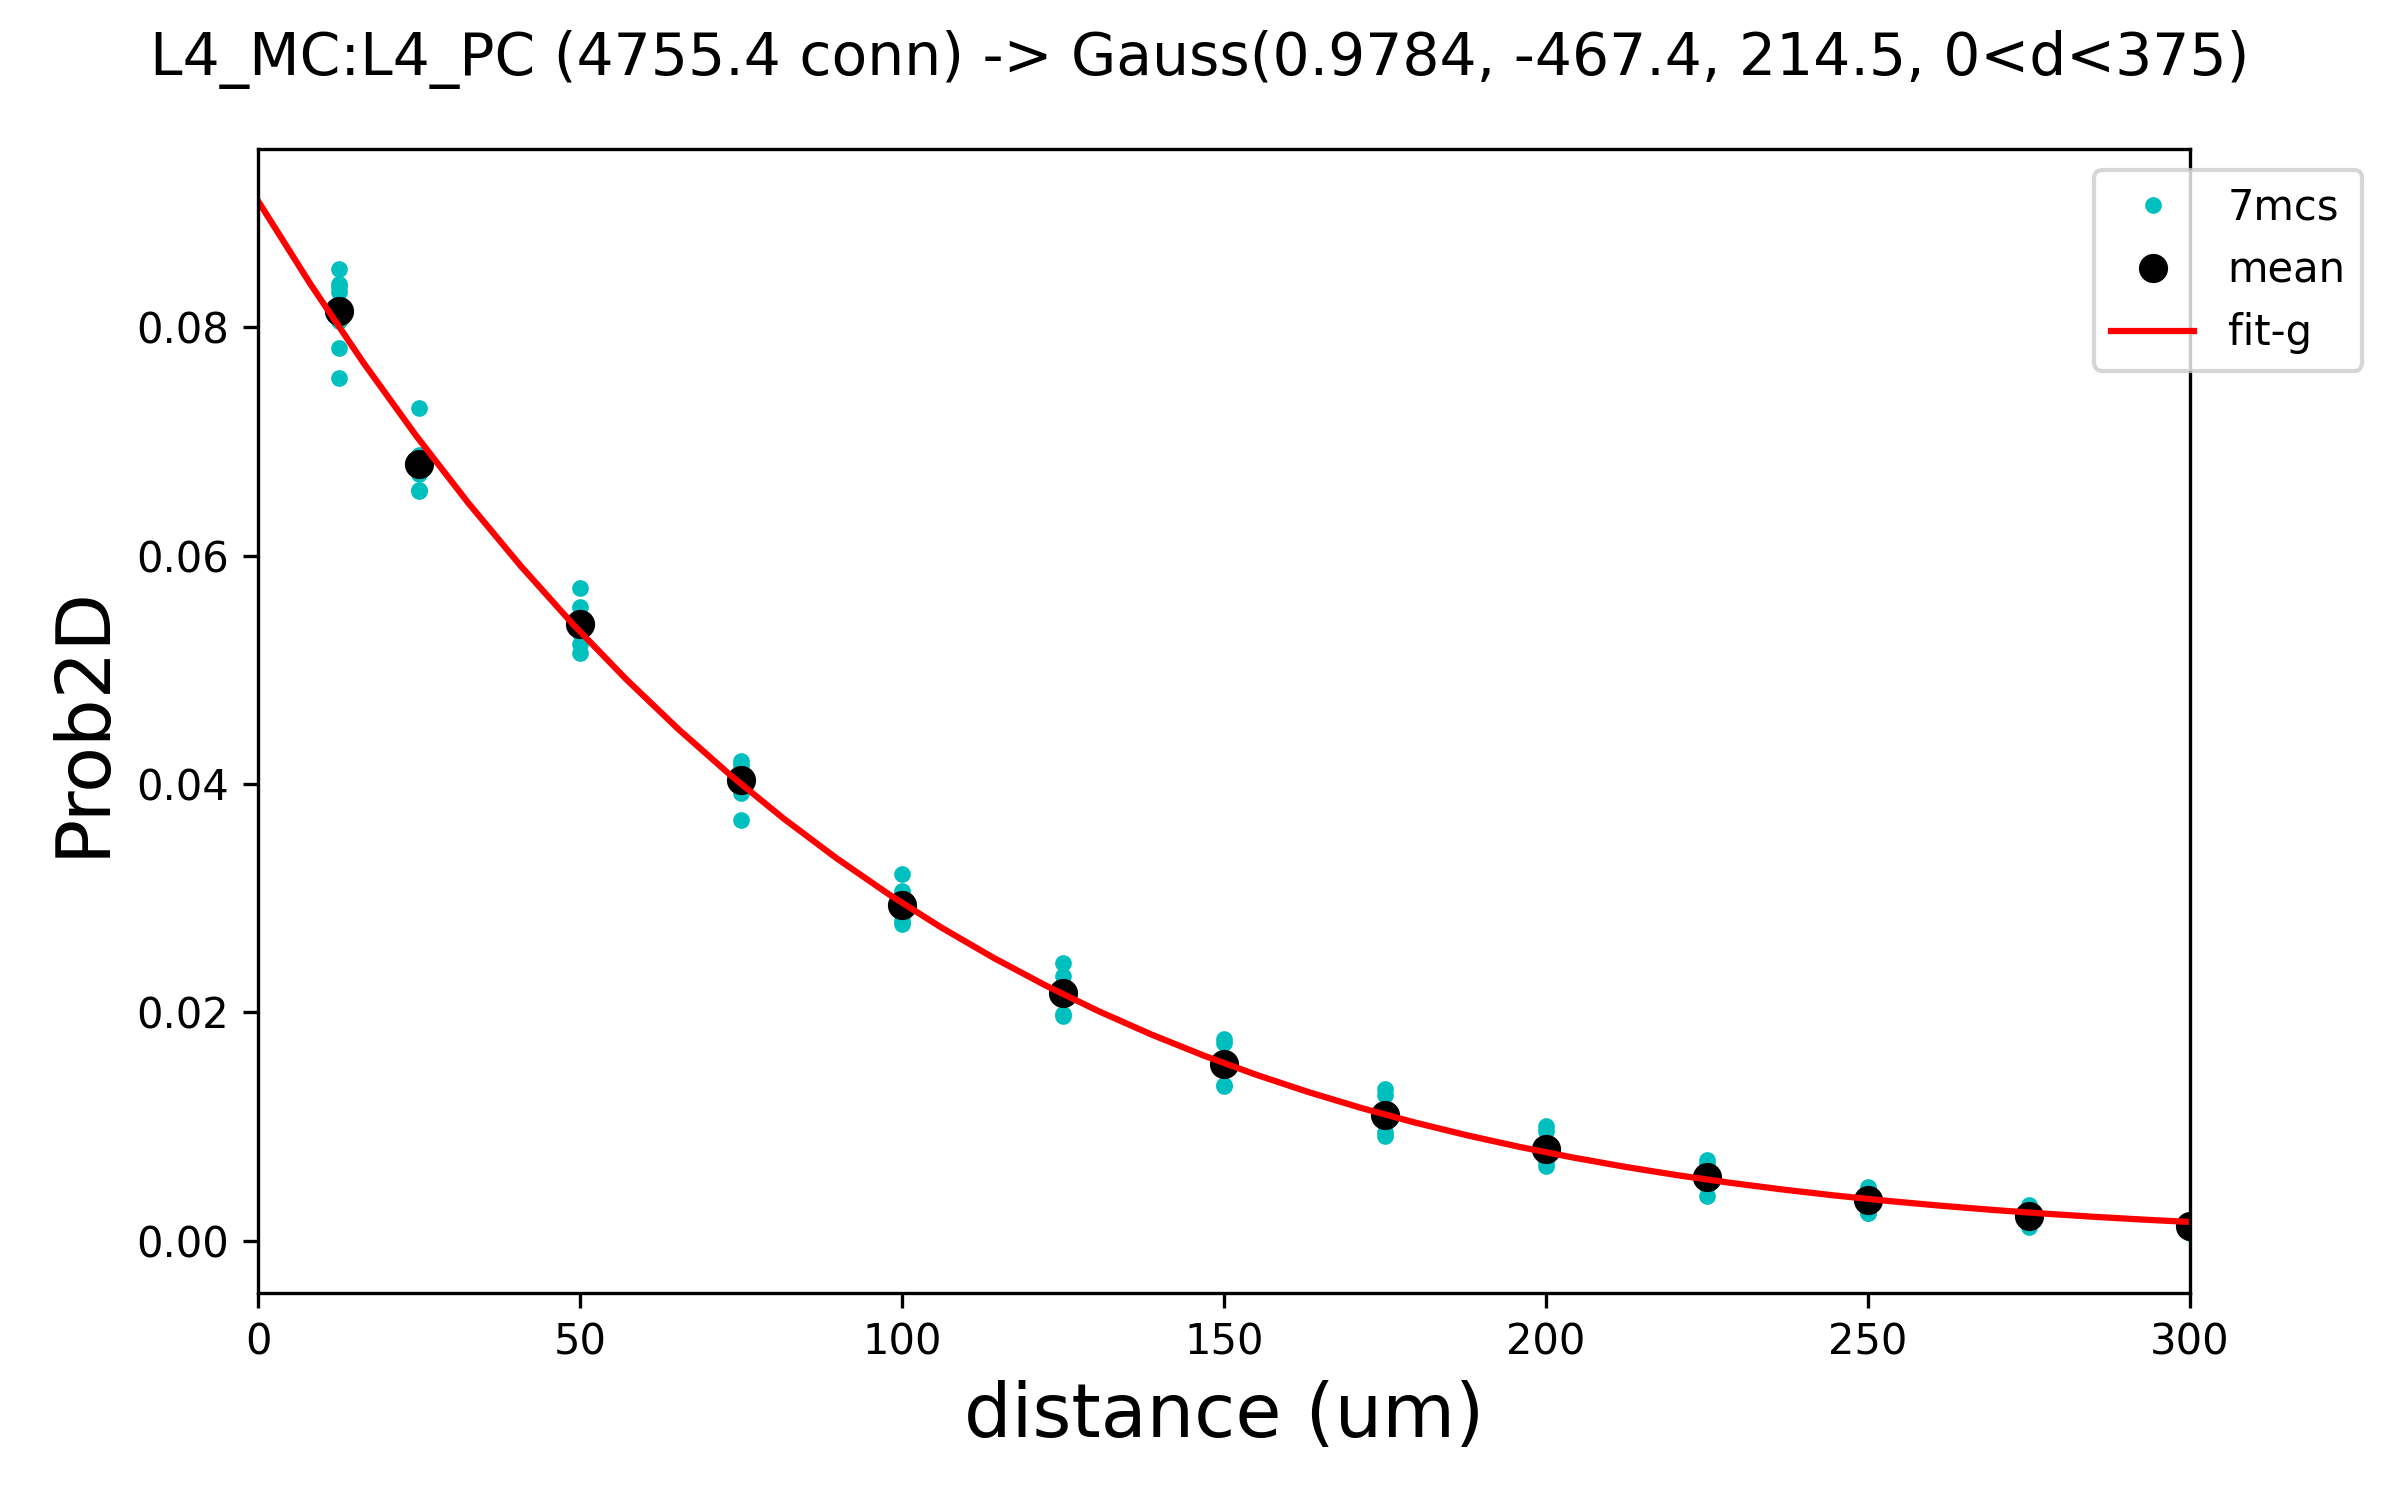 L4_MC:L4_PC (4755.4 conn) -> Gauss(0.9784, -467.4, 214.5, 0<d<375)
7mcs
mean
fit-g
Prob2D
0.08
0.06
0.04
0.02
0.00
0 50 100 150 200 250 300
distance (um)